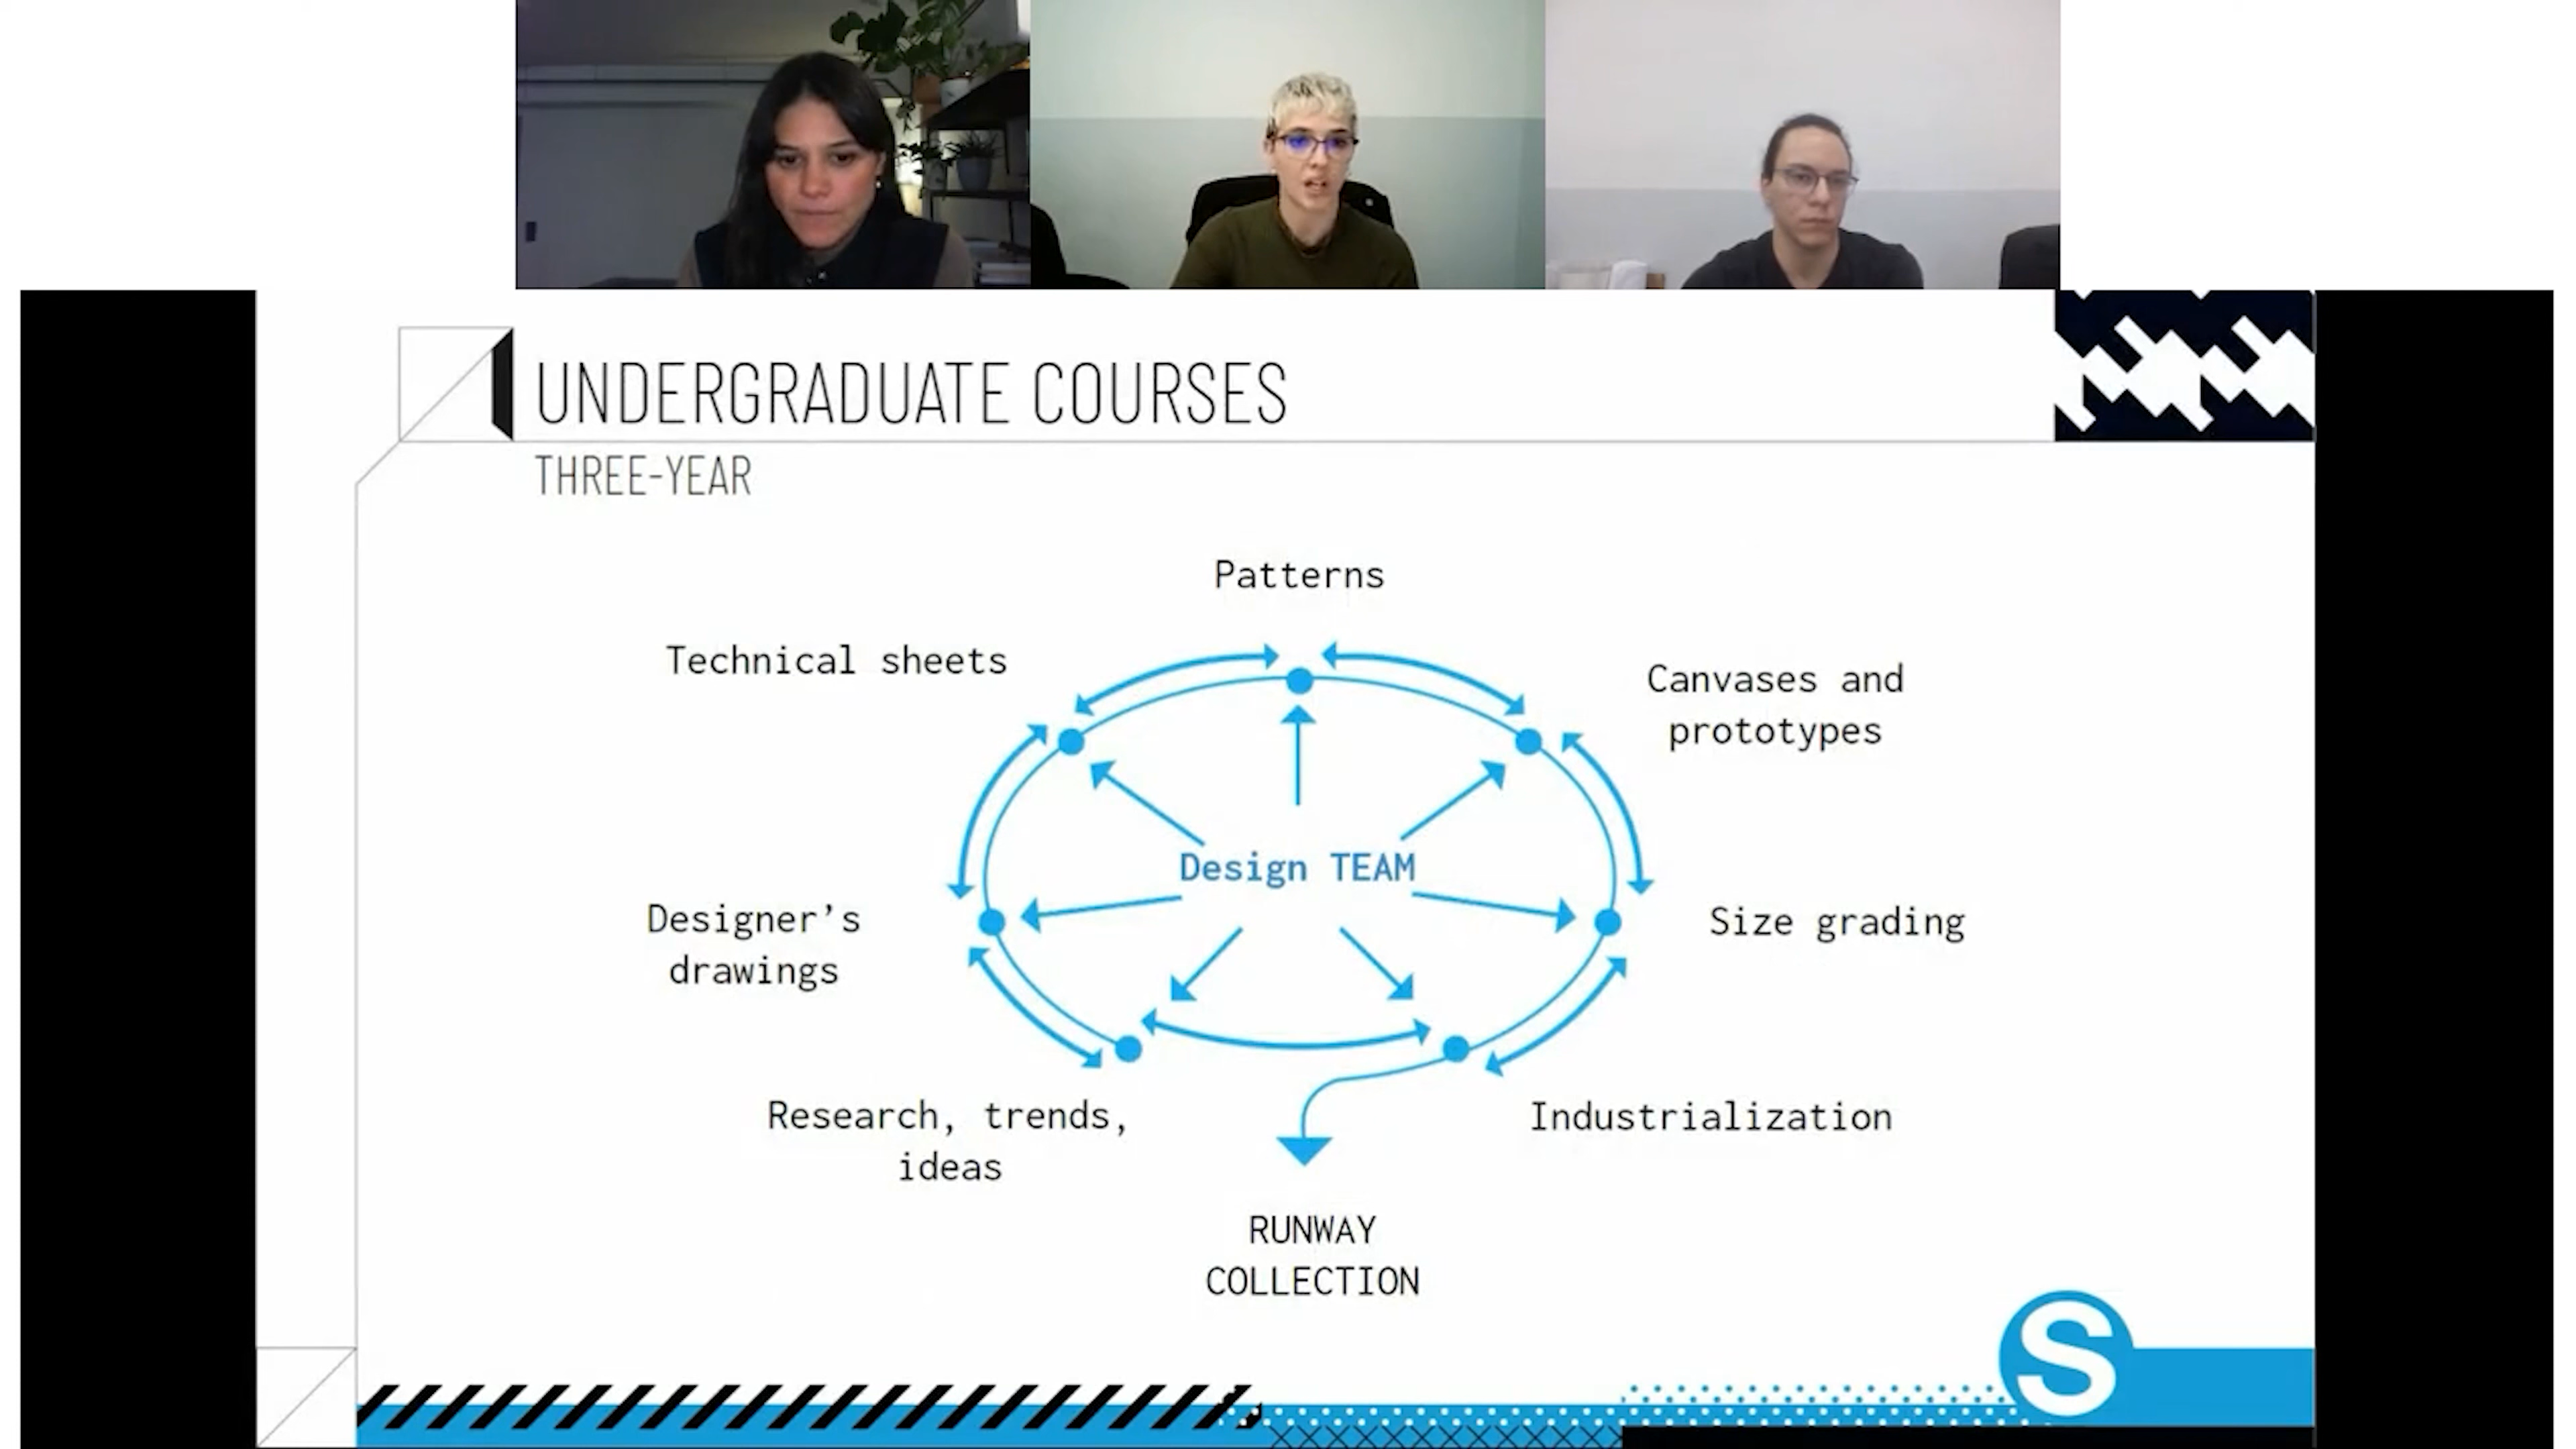 UNDERGRADUATE COURSES
THREE-YEAR
Patterns
Technical sheets
Canvases and
prototypes
Design TEAM
Designer's
drawings
Size grading
Research, trends,
ideas
Industrialization
RUNWAY
COLLECTION
S